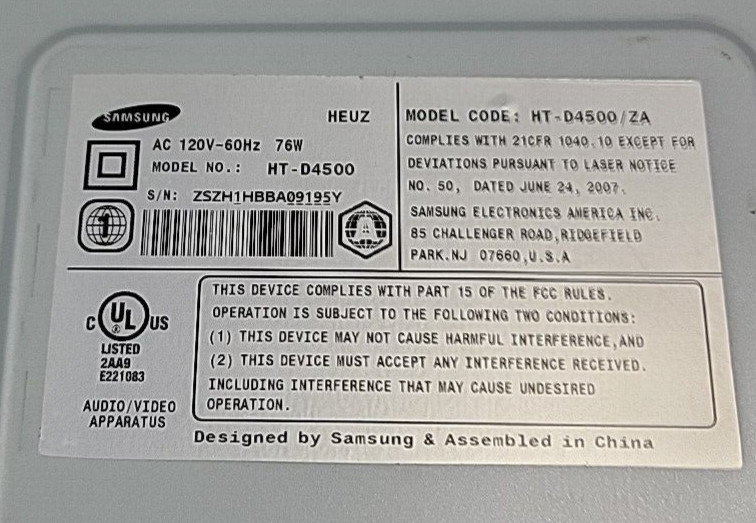 SAMSUNG
HEUZ
AC 120V-60Hz 76W
MODEL NO.: HT-D4500
S/N: ZSZH1HBBA09195Y
1
MODEL CODE: HT-D4500/ZA
COMPLIES WITH 21CFR 1040.10 EXCEPT FOR
DEVIATIONS PURSUANT TO LASER NOTICE
NO. 50, DATED JUNE 24, 2007.
SAMSUNG ELECTRONICS AMERICA INC.
85 CHALLENGER ROAD,RIDGEFIELD
PARK.NJ 07660,U.S.A
C UL US
®
LISTED
2AA9
E221083
AUDIO/VIDEO
APPARATUS
THIS DEVICE COMPLIES WITH PART 15 OF THE FCC RULES.
OPERATION IS SUBJECT TO THE FOLLOWING TWO CONDITIONS:
(1) THIS DEVICE MAY NOT CAUSE HARMFUL INTERFERENCE,AND
(2) THIS DEVICE MUST ACCEPT ANY INTERFERENCE RECEIVED.
INCLUDING INTERFERENCE THAT MAY CAUSE UNDESIRED
OPERATION.
Designed by Samsung & Assembled in China